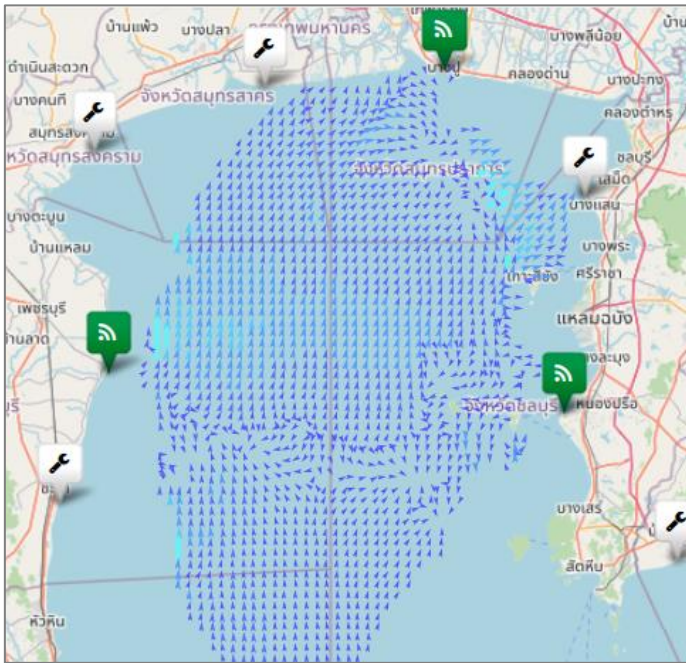 บ้านแพ้ว
บางปลา
กรุงเทพมหานคร
บางพลีน้อย
ดำเนินสะดวก
บางปู
คลองด่าน
บางปะกง
บางคนที
จังหวัดสมุทรสาคร
คลองตำหรุ
สมุทรสงคราม
หวัดสมุทรสงคราม
จังหวัดสมุทรปราการ
ชลบุรี
เสม็ด
บางแสน
บางตะบูน
บ้านแหลม
บางพระ
เกาะสีชัง
ศรีราชา
เพชรบุรี
แหลมฉบัง
บ้านลาด
างละมุง
รี
จังหวัดชลบุรี
หนองปรือ
บางเสร่
สัตหีบ
หัวหิน